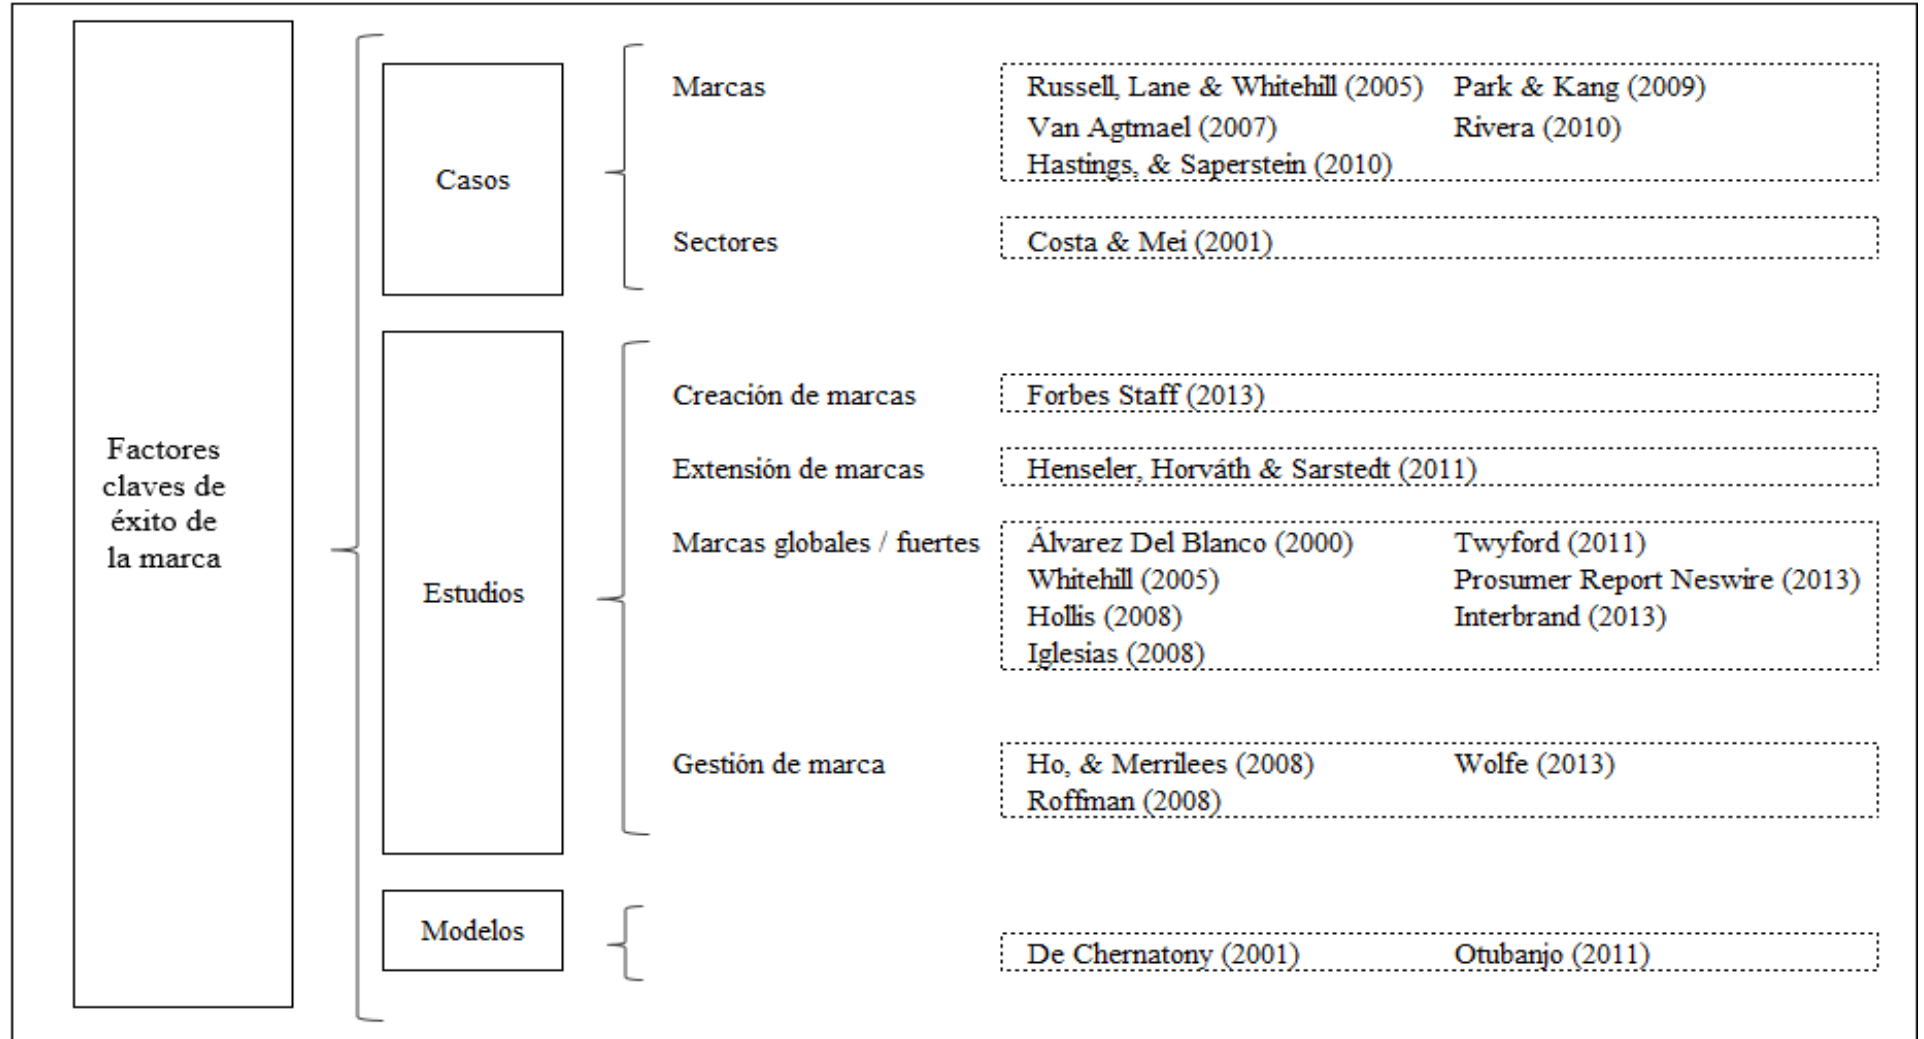 Factores
claves de
éxito de
la marca
Casos
Marcas
Russell, Lane & Whitehill (2005) Park & Kang (2009)
Van Agtmael (2007) Rivera (2010)
Hastings, & Saperstein (2010)
Sectores
Costa & Mei (2001)
Estudios
Creación de marcas
Forbes Staff (2013)
Extensión de marcas
Henseler, Horváth & Sarstedt (2011)
Marcas globales / fuertes
Álvarez Del Blanco (2000) Twyford (2011)
Whitehill (2005) Prosumer Report Neswire (2013)
Hollis (2008) Interbrand (2013)
Iglesias (2008)
Gestión de marca
Ho, & Merrilees (2008) Wolfe (2013)
Roffman (2008)
Modelos
De Chernatony (2001) Otubanjo (2011)